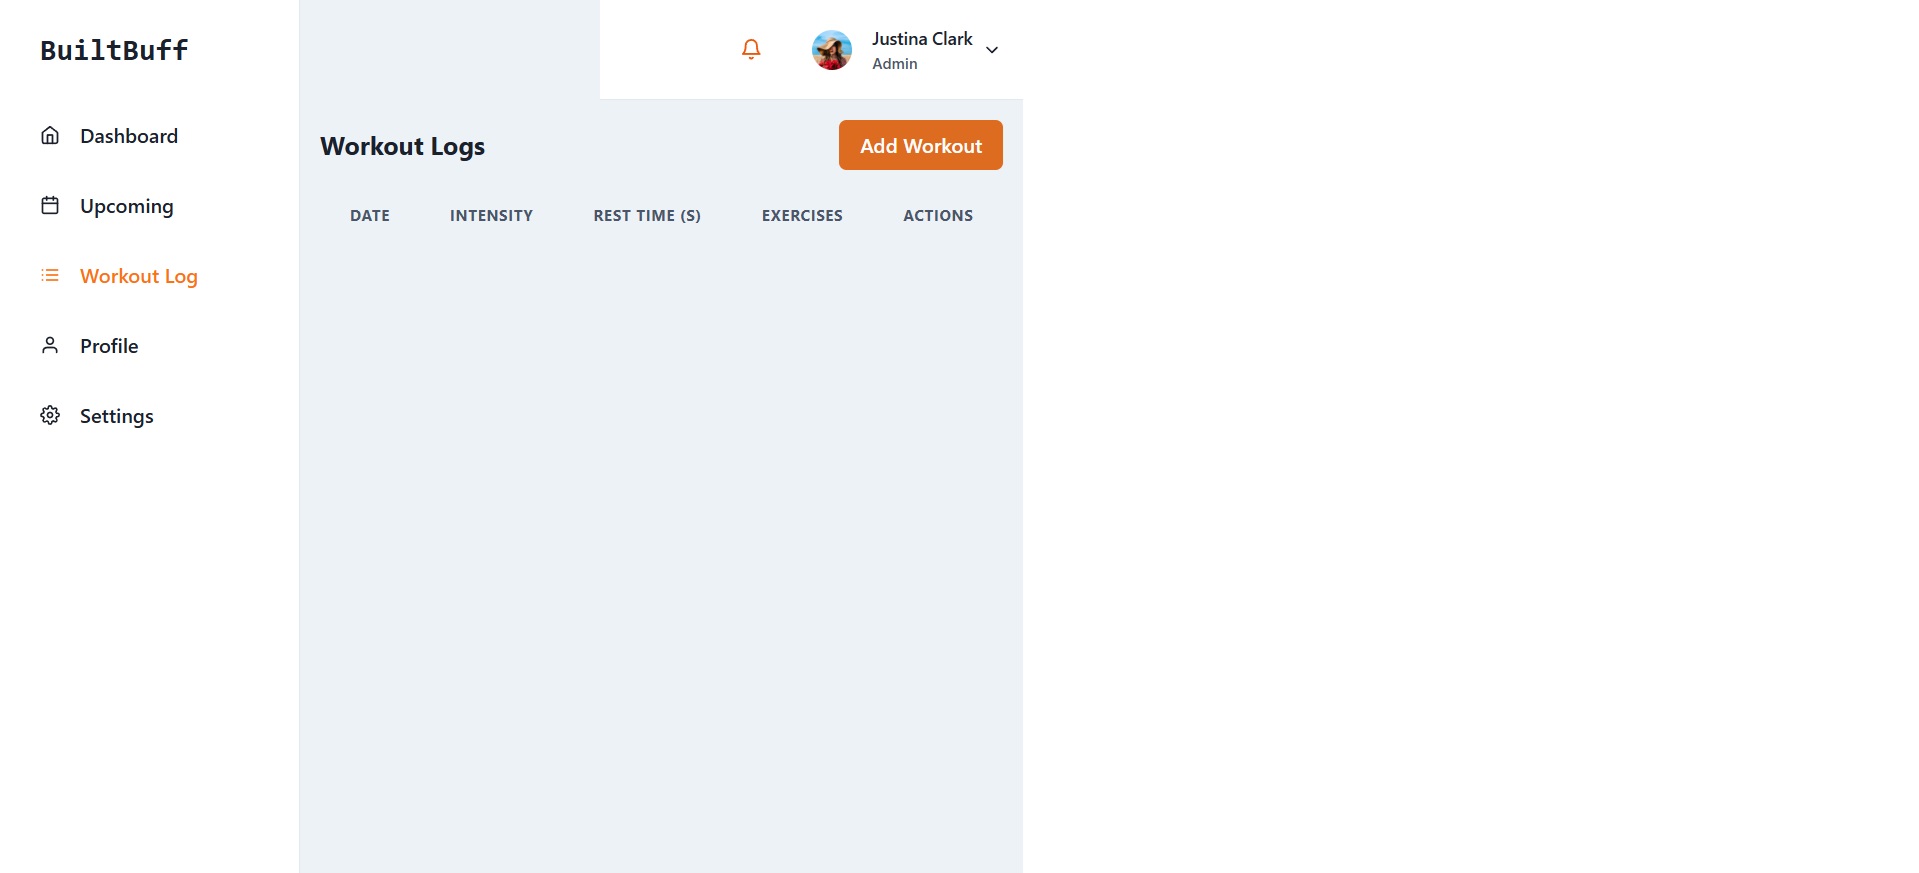 BuiltBuff
Dashboard
Upcoming
Workout Log
Profile
Settings
Justina Clark
Admin
Workout Logs
Add Workout
DATE INTENSITY REST TIME (S) EXERCISES ACTIONS